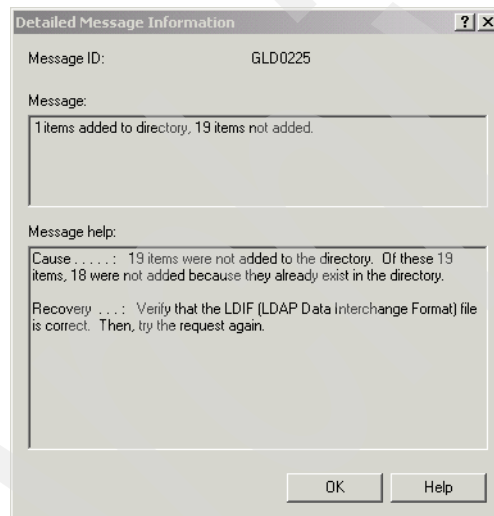 Detailed Message Information
Message ID: GLD0225
Message:
1 items added to directory, 19 items not added.
Message help:
Cause . . . . . : 19 items were not added to the directory. Of these 19
items, 18 were not added because they already exist in the directory.
Recovery . . . : Verify that the LDIF (LDAP Data Interchange Format) file
is correct. Then, try the request again.
OK Help